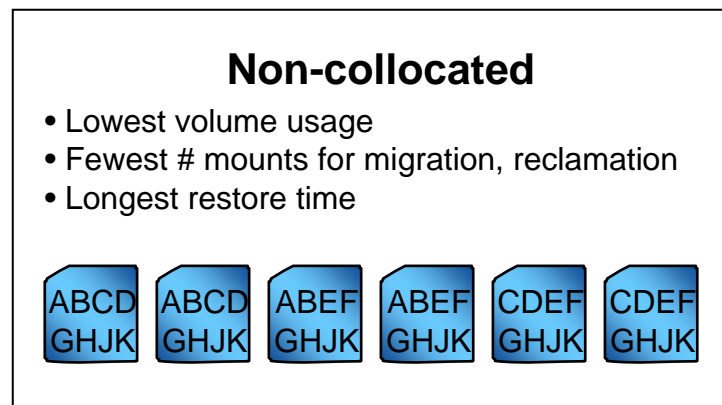 Non-collocated
• Lowest volume usage
• Fewest # mounts for migration, reclamation
• Longest restore time
ABCD ABCD ABEF ABEF CDEF CDEF
GHJK GHJK GHJK GHJK GHJK GHJK